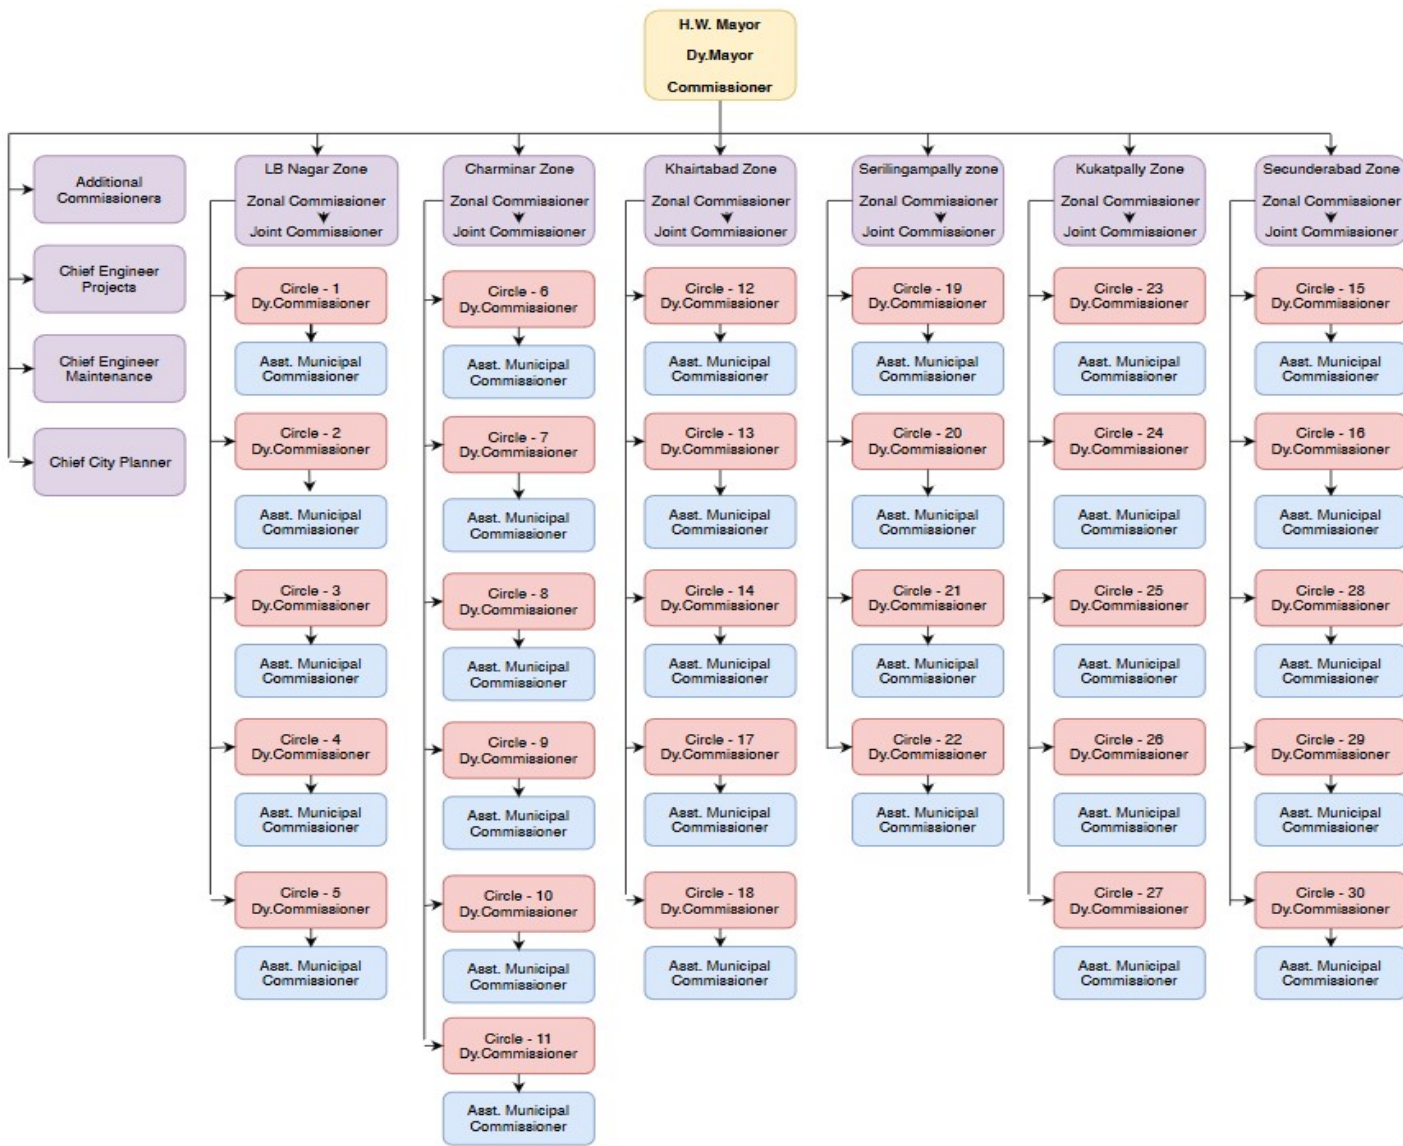 H.W. Mayor
Dy.Mayor
Commissioner
Additional
Commissioners
Chief Engineer
Projects
Chief Engineer
Maintenance
Chief City Planner
LB Nagar Zone
Zonal Commissioner
Joint Commissioner
Circle - 1
Dy.Commissioner
Asst. Municipal
Commissioner
Circle - 2
Dy.Commissioner
Asst. Municipal
Commissioner
Circle - 3
Dy.Commissioner
Asst. Municipal
Commissioner
Circle - 4
Dy.Commissioner
Asst. Municipal
Commissioner
Circle - 5
Dy.Commissioner
Asst. Municipal
Commissioner
Charminar Zone
Zonal Commissioner
Joint Commissioner
Circle - 6
Dy.Commissioner
Asst. Municipal
Commissioner
Circle - 7
Dy.Commissioner
Asst. Municipal
Commissioner
Circle - 8
Dy.Commissioner
Asst. Municipal
Commissioner
Circle - 9
Dy.Commissioner
Asst. Municipal
Commissioner
Circle - 10
Dy.Commissioner
Asst. Municipal
Commissioner
Circle - 11
Dy.Commissioner
Asst. Municipal
Commissioner
Khairtabad Zone
Zonal Commissioner
Joint Commissioner
Circle - 12
Dy.Commissioner
Asst. Municipal
Commissioner
Circle - 13
Dy.Commissioner
Asst. Municipal
Commissioner
Circle - 14
Dy.Commissioner
Asst. Municipal
Commissioner
Circle - 17
Dy.Commissioner
Asst. Municipal
Commissioner
Circle - 18
Dy.Commissioner
Asst. Municipal
Commissioner
Serilingampally zone
Zonal Commissioner
Joint Commissioner
Circle - 19
Dy.Commissioner
Asst. Municipal
Commissioner
Circle - 20
Dy.Commissioner
Asst. Municipal
Commissioner
Circle - 21
Dy.Commissioner
Asst. Municipal
Commissioner
Circle - 22
Dy.Commissioner
Asst. Municipal
Commissioner
Kukatpally Zone
Zonal Commissioner
Joint Commissioner
Circle - 23
Dy.Commissioner
Asst. Municipal
Commissioner
Circle - 24
Dy.Commissioner
Asst. Municipal
Commissioner
Circle - 25
Dy.Commissioner
Asst. Municipal
Commissioner
Circle - 26
Dy.Commissioner
Asst. Municipal
Commissioner
Circle - 27
Dy.Commissioner
Asst. Municipal
Commissioner
Secunderabad Zone
Zonal Commissioner
Joint Commissioner
Circle - 15
Dy.Commissioner
Asst. Municipal
Commissioner
Circle - 16
Dy.Commissioner
Asst. Municipal
Commissioner
Circle - 28
Dy.Commissioner
Asst. Municipal
Commissioner
Circle - 29
Dy.Commissioner
Asst. Municipal
Commissioner
Circle - 30
Dy.Commissioner
Asst. Municipal
Commissioner